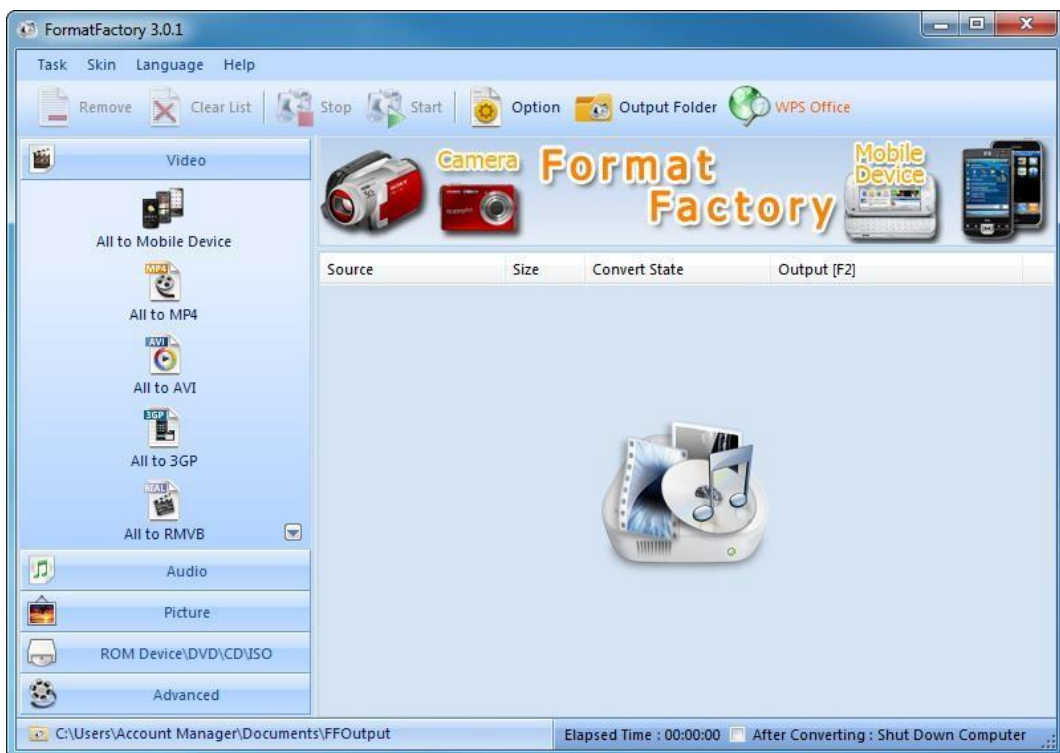 FormatFactory 3.0.1
Task Skin Language Help
Remove Clear List Stop Start Option Output Folder WPS Office
Video
All to Mobile Device
MP4
All to MP4
AVI
All to AVI
3GP
All to 3GP
REAL
All to RMVB
Audio
Picture
ROM Device\DVD\CD\ISO
Advanced
Camera
Format
Factory
Mobile
Device
SONY
Source Size Convert State Output [F2]
C:\Users\Account Manager\Documents\FFOutput
Elapsed Time : 00:00:00 After Converting : Shut Down Computer